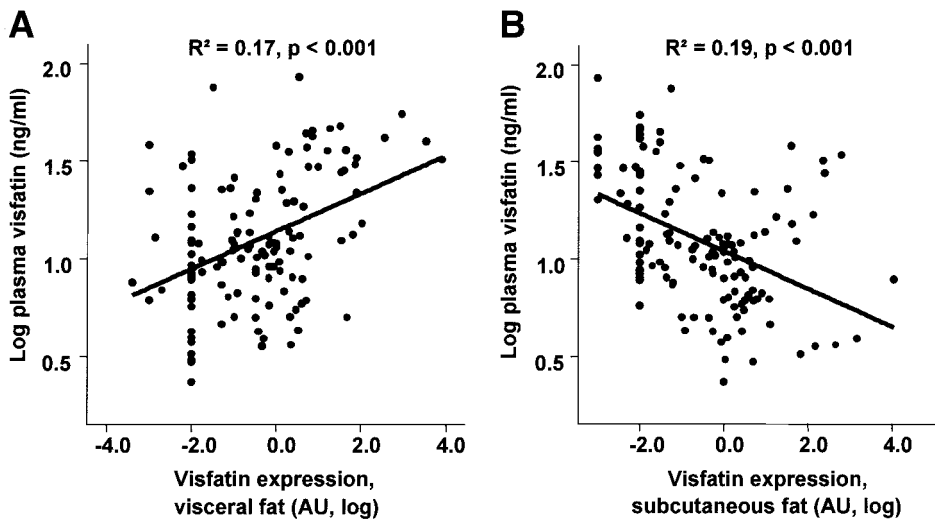 A
R² = 0.17, p < 0.001
Log plasma visfatin (ng/ml)
2.0
1.5
1.0
0.5
-4.0 -2.0 0.0 2.0 4.0
Visfatin expression,
visceral fat (AU, log)
B
R² = 0.19, p < 0.001
Log plasma visfatin (ng/ml)
2.0
1.5
1.0
0.5
-2.0 0.0 2.0 4.0
Visfatin expression,
subcutaneous fat (AU, log)